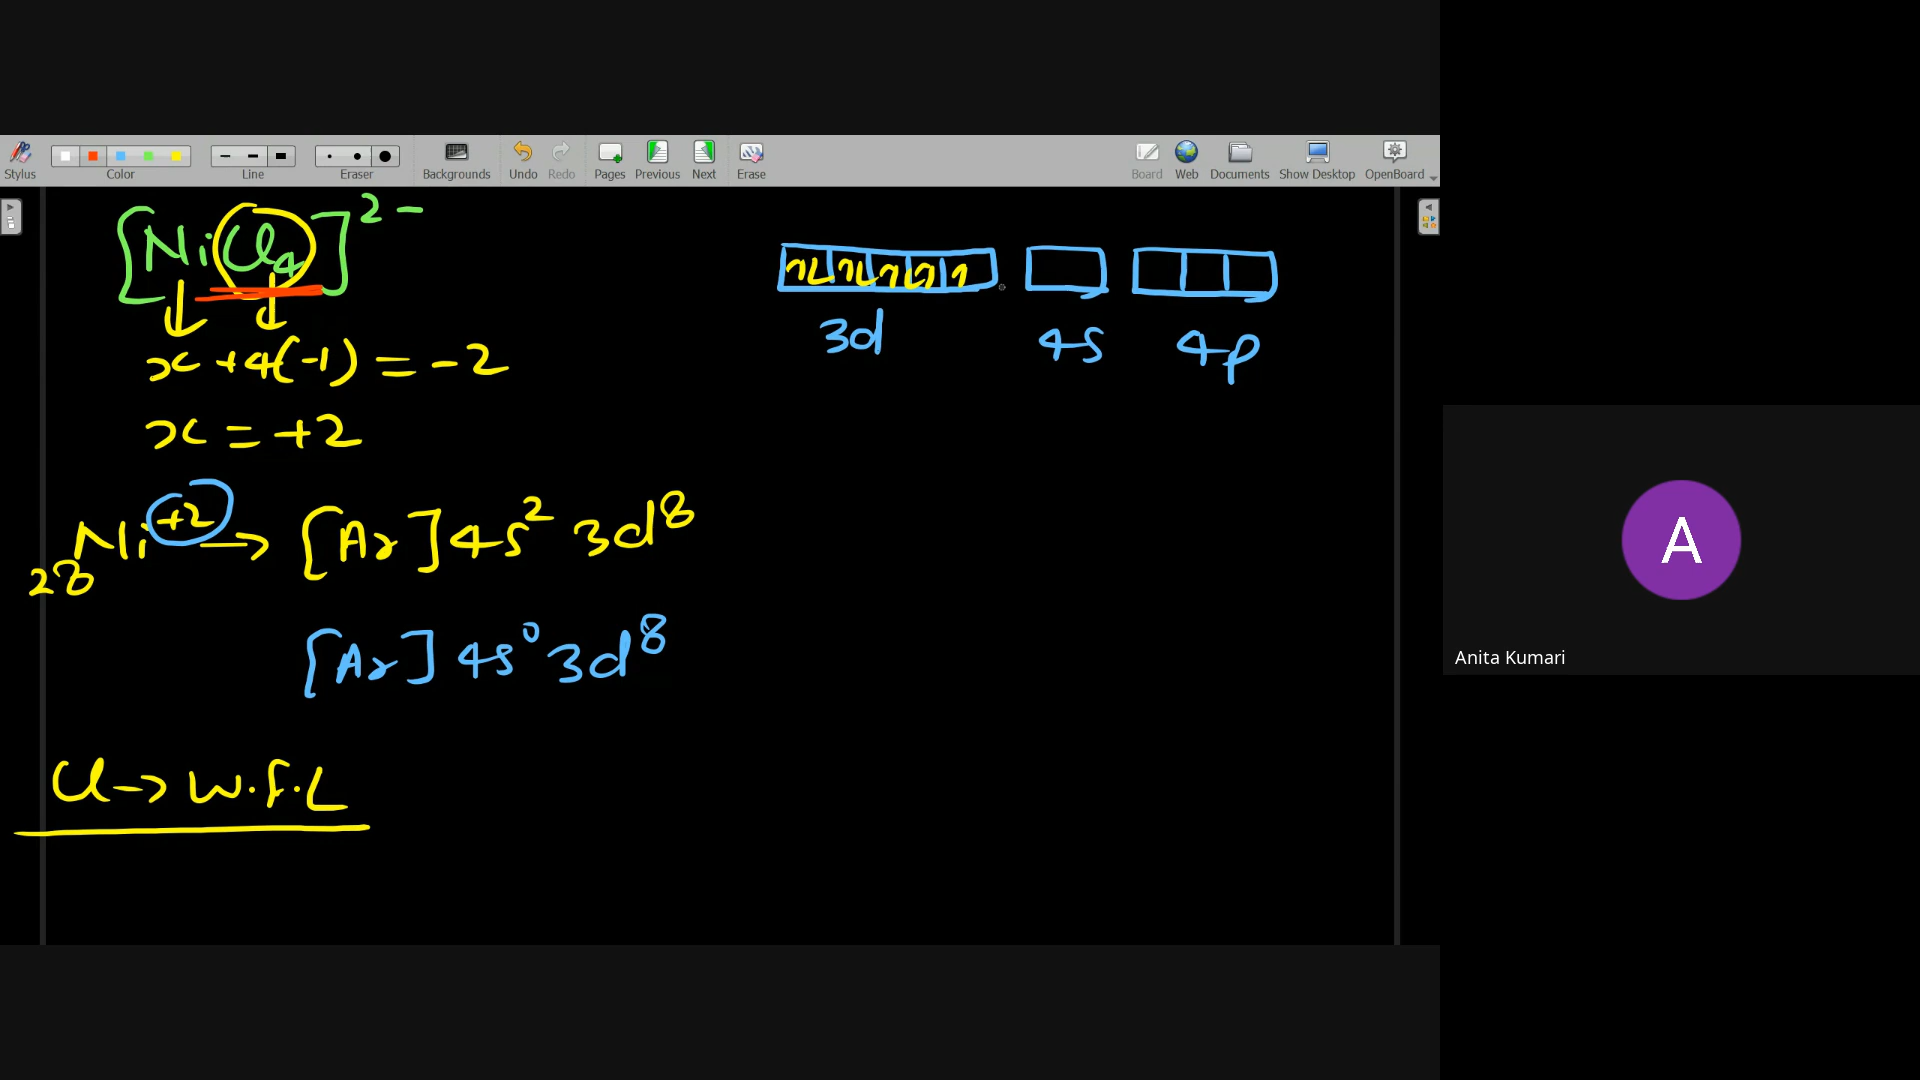 Stylus Color Line Eraser Backgrounds Undo Redo Pages Previous Next Erase Board Web Documents Show Desktop OpenBoard
[NiCl₄]²⁻
x + 4(-1) = -2
x = +2
₂₈Ni⁺² → [Ar] 4s² 3d⁸
[Ar] 4s⁰ 3d⁸
Cl → W.f.L
3d 4s 4p
A
Anita Kumari